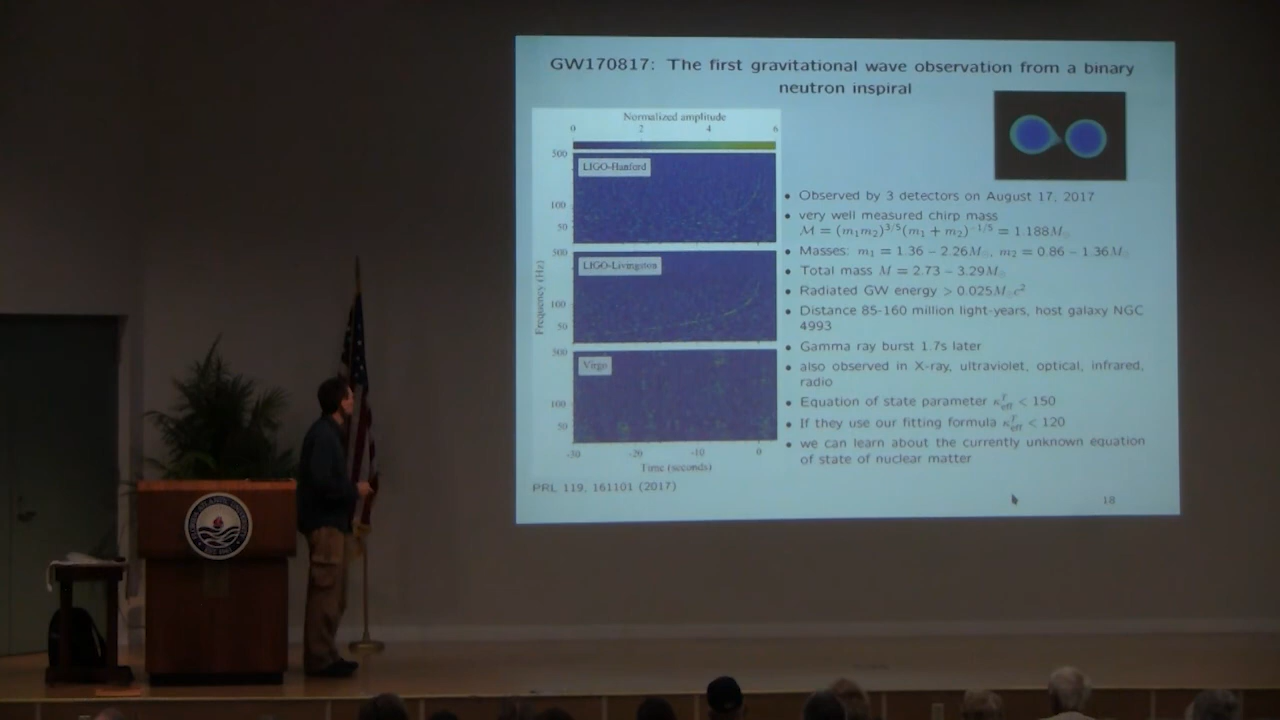 GW170817: The first gravitational wave observation from a binary
neutron inspiral
Normalized amplitude
0 2 4 6
500
LIGO-Hanford
100
50
500
LIGO-Livingston
100
50
500
Virgo
100
50
Frequency (Hz)
-30 -20 -10 0
Time (seconds)
PRL 119, 161101 (2017)
• Observed by 3 detectors on August 17, 2017
• very well measured chirp mass
M = (m₁m₂)^3/5(m₁ + m₂)^−1/5 = 1.188M☉
• Masses: m₁ = 1.36 − 2.26M☉, m₂ = 0.86 − 1.36M☉
• Total mass M = 2.73 − 3.29M☉
• Radiated GW energy > 0.025M☉c²
• Distance 85-160 million light-years, host galaxy NGC
4993
• Gamma ray burst 1.7s later
• also observed in X-ray, ultraviolet, optical, infrared,
radio
• Equation of state parameter κ^T_eff < 150
• If they use our fitting formula κ^T_eff < 120
• we can learn about the currently unknown equation
of state of nuclear matter
18